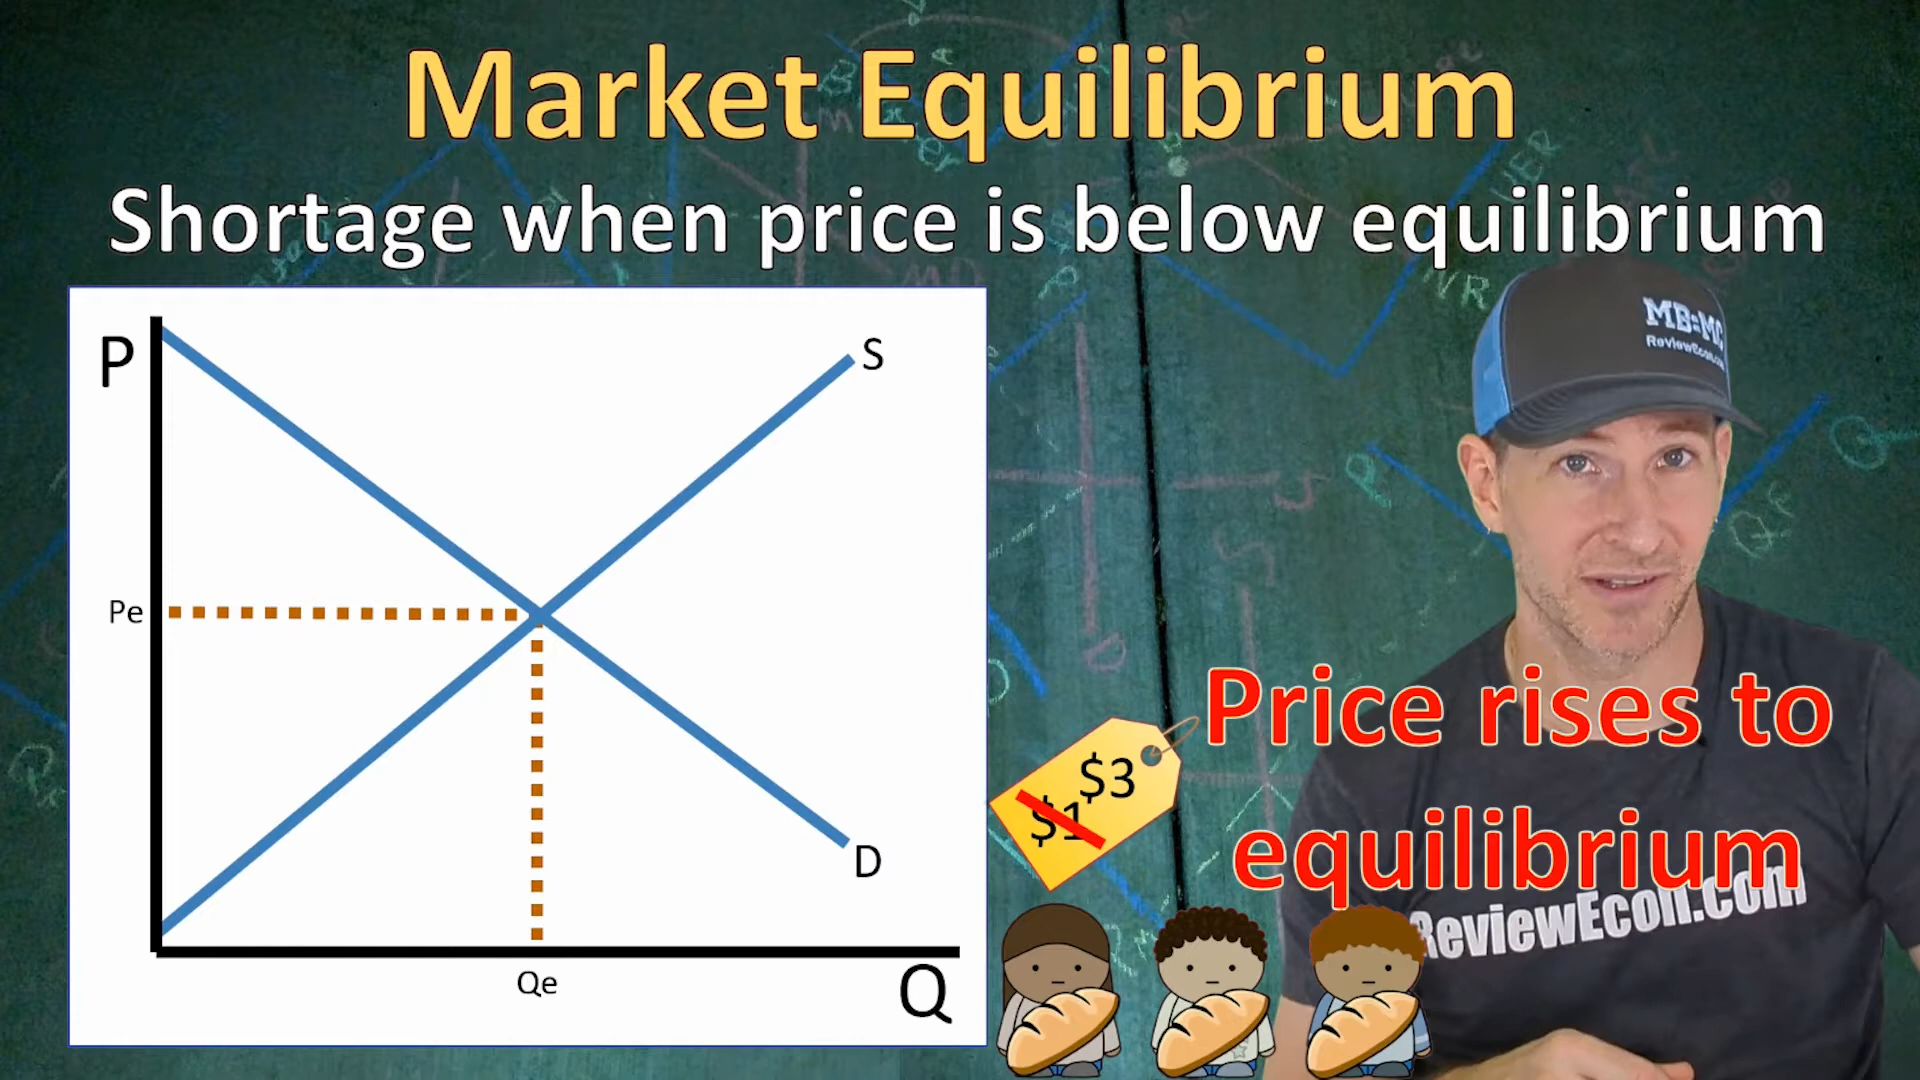 Market Equilibrium
Shortage when price is below equilibrium
P
S
Pe
D
Qe
Q
MB=MC
ReviewEcon.com
$3
$1
Price rises to
equilibrium
ReviewEcon.com